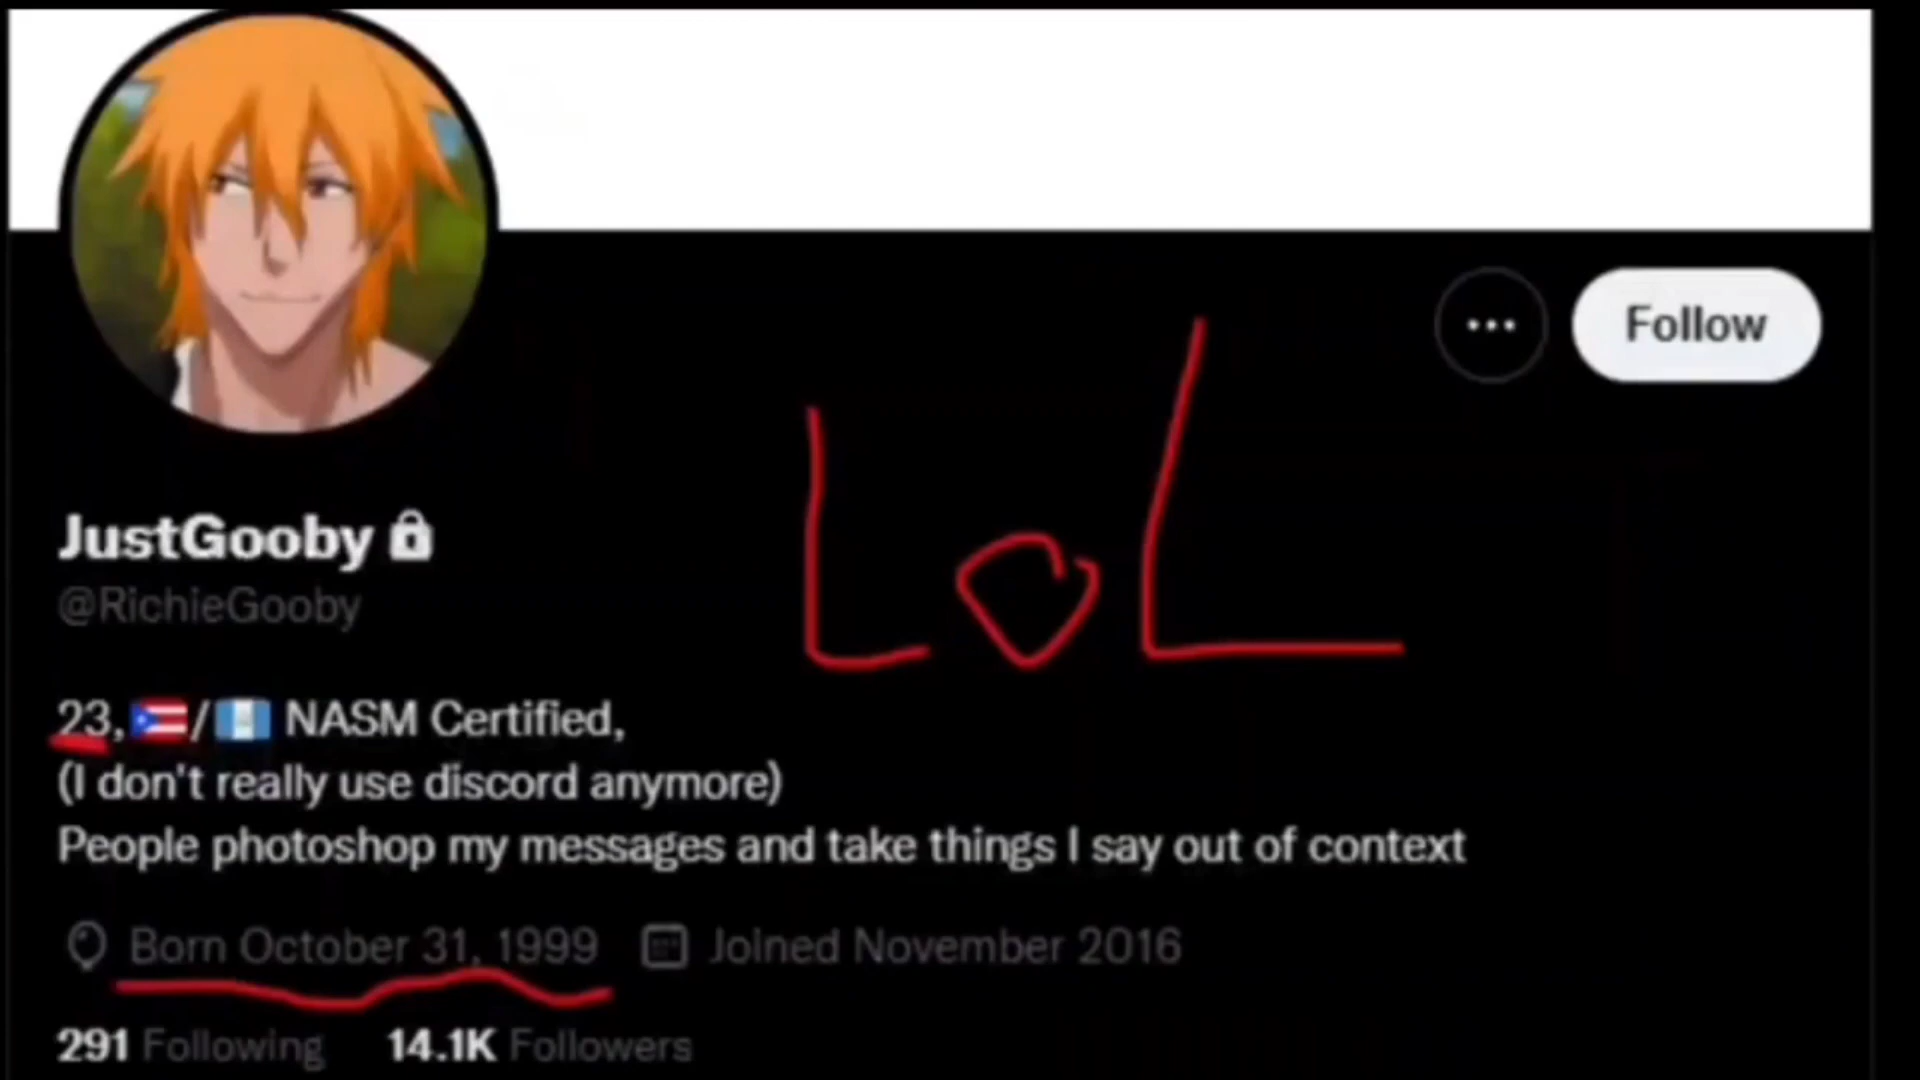 Follow
LOL
JustGooby
@RichieGooby
23, 🇵🇷/🇬🇹 NASM Certified,
(I don't really use discord anymore)
People photoshop my messages and take things I say out of context
Born October 31, 1999 Joined November 2016
291 Following 14.1K Followers